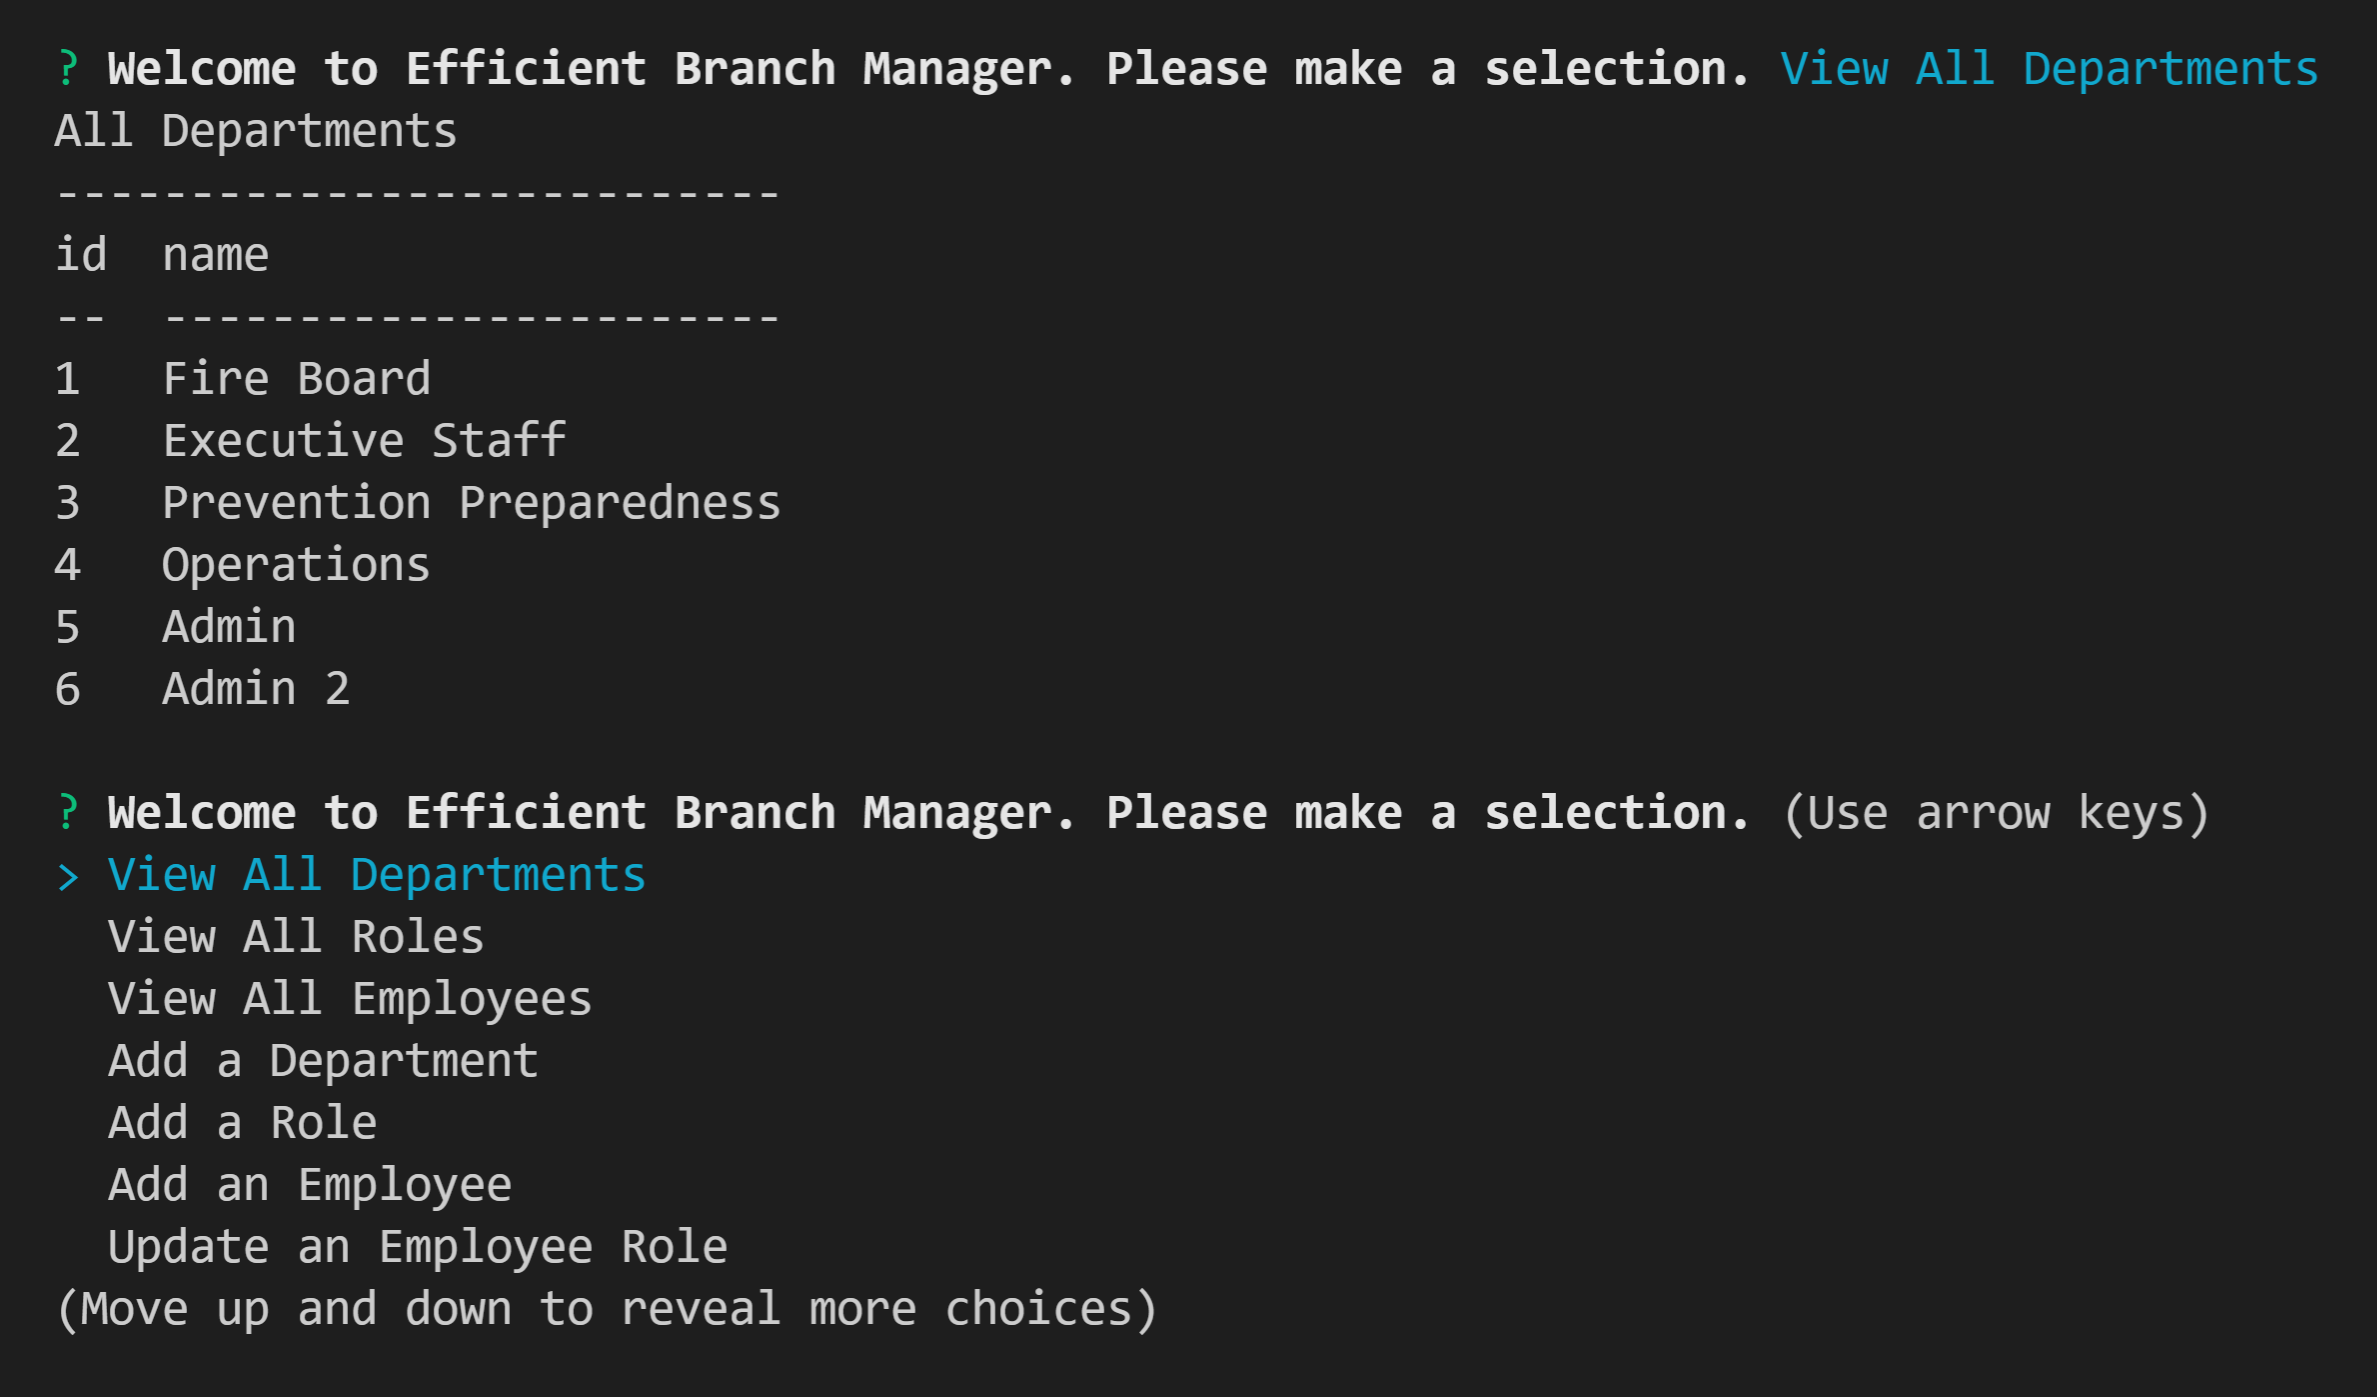 ? Welcome to Efficient Branch Manager. Please make a selection. View All Departments
All Departments
---------------------------
id  name
--  -----------------------
1   Fire Board
2   Executive Staff
3   Prevention Preparedness
4   Operations
5   Admin
6   Admin 2
? Welcome to Efficient Branch Manager. Please make a selection. (Use arrow keys)
> View All Departments
  View All Roles
  View All Employees
  Add a Department
  Add a Role
  Add an Employee
  Update an Employee Role
(Move up and down to reveal more choices)